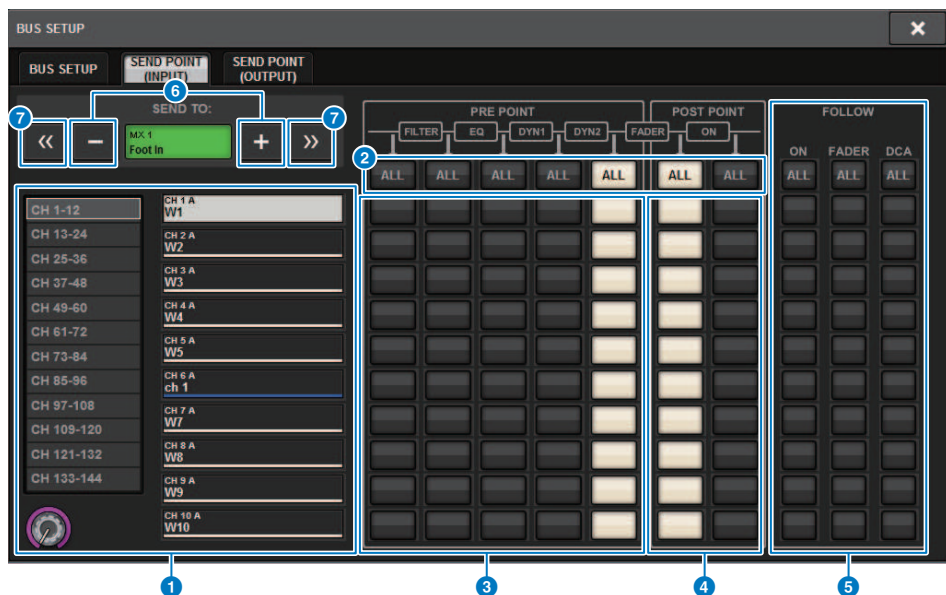 BUS SETUP
BUS SETUP
SEND POINT
(INPUT)
SEND POINT
(OUTPUT)
6
SEND TO:
7
«
−
MX 1
Foot In
+
»
7
PRE POINT
FILTER
EQ
DYN1
DYN2
FADER
POST POINT
ON
FOLLOW
ON
FADER
DCA
2
ALL
ALL
ALL
ALL
ALL
ALL
ALL
ALL
ALL
ALL
CH 1-12
CH 13-24
CH 25-36
CH 37-48
CH 49-60
CH 61-72
CH 73-84
CH 85-96
CH 97-108
CH 109-120
CH 121-132
CH 133-144
CH 1 A
W1
CH 2 A
W2
CH 3 A
W3
CH 4 A
W4
CH 5 A
W5
CH 6 A
ch 1
CH 7 A
W7
CH 8 A
W8
CH 9 A
W9
CH 10 A
W10
1
3
4
5